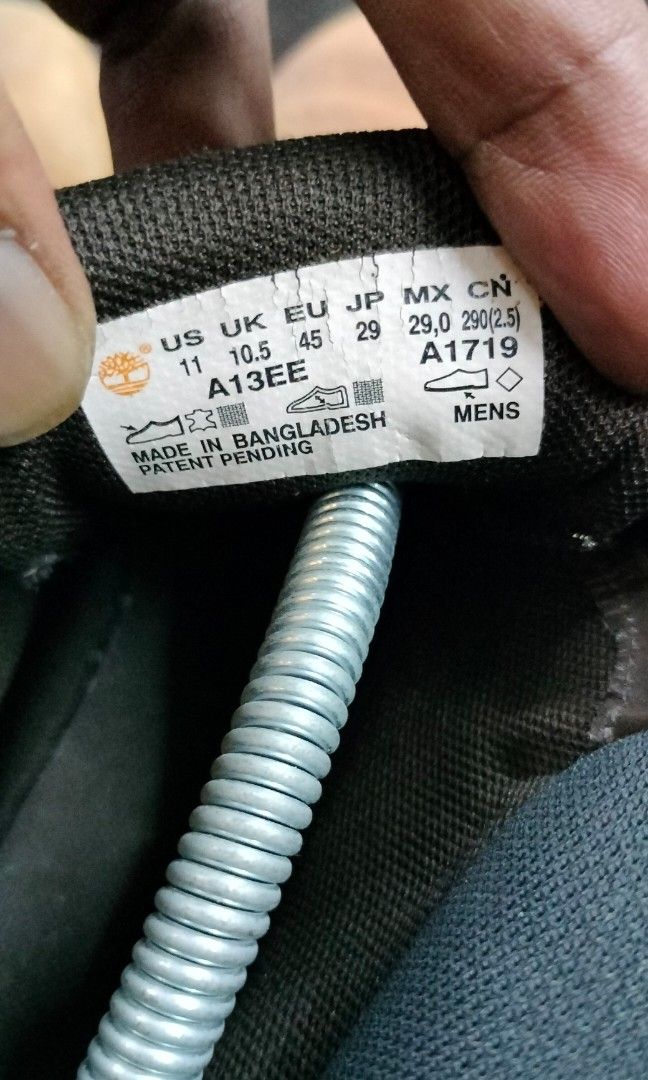 US UK EU JP MX CN
11 10.5 45 29 29,0 290(2.5)
A13EE A1719
MENS
MADE IN BANGLADESH
PATENT PENDING
®